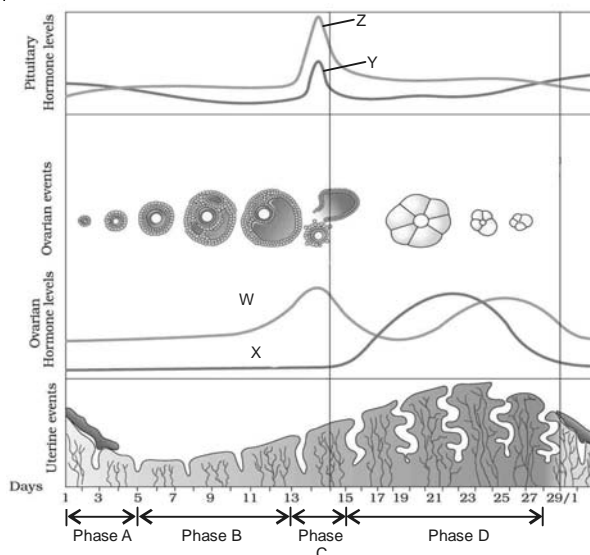 Pituitary
Hormone levels
Z
Y
Ovarian events
Ovarian
Hormone levels
W
X
Uterine events
Days
1 3 5 7 9 11 13 15 17 19 21 23 25 27 29/1
Phase A Phase B Phase Phase D
C